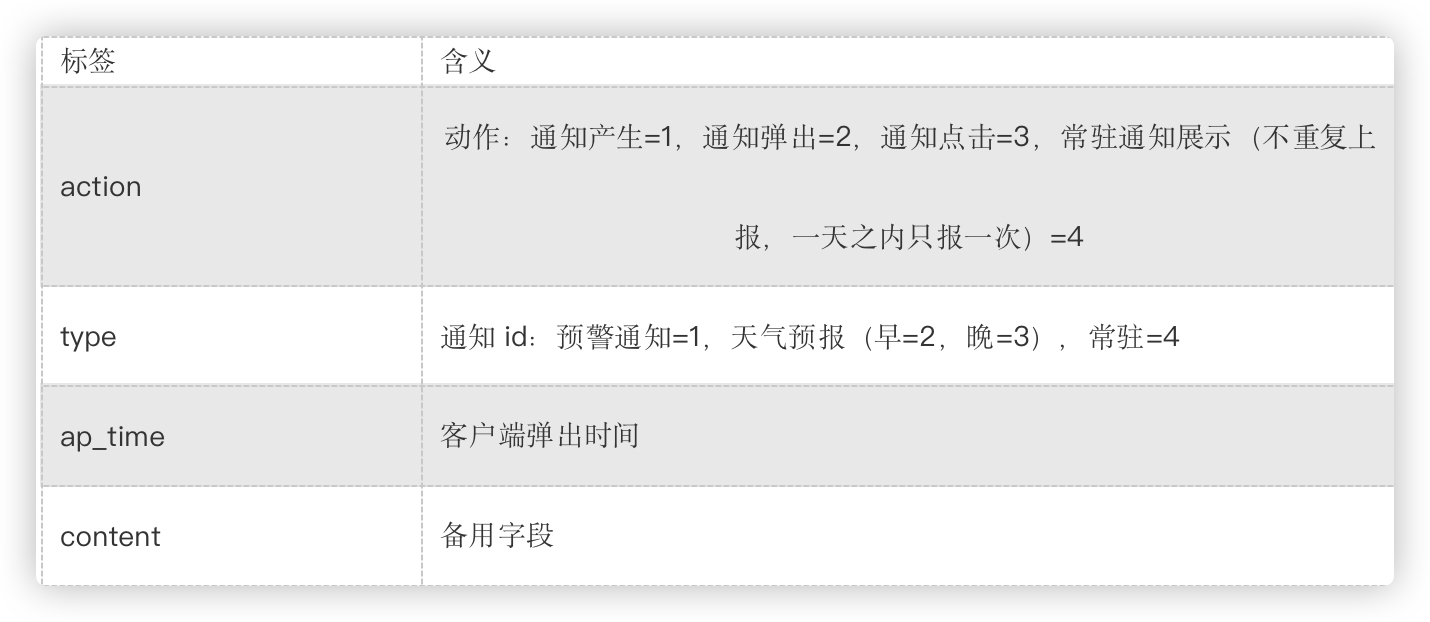 标签
含义
action
动作：通知产生=1，通知弹出=2，通知点击=3，常驻通知展示（不重复上
报，一天之内只报一次）=4
type
通知 id：预警通知=1，天气预报（早=2，晚=3），常驻=4
ap_time
客户端弹出时间
content
备用字段